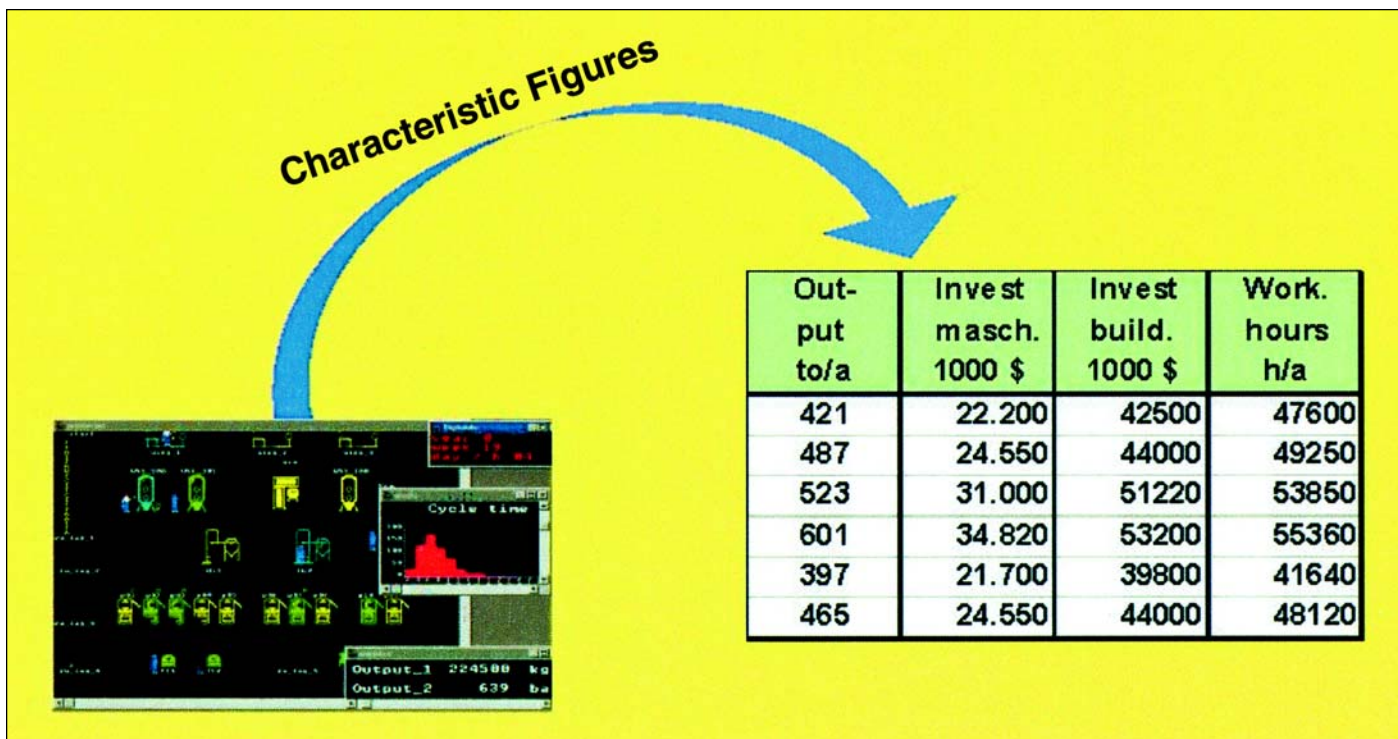 Characteristic Figures
Out-
put
to/a
Invest
masch.
1000 $
Invest
build.
1000 $
Work.
hours
h/a
421 22.200 42500 47600
487 24.550 44000 49250
523 31.000 51220 53850
601 34.820 53200 55360
397 21.700 39800 41640
465 24.550 44000 48120
Cycle time
Output_1 224500 kg
Output_2 639 ba